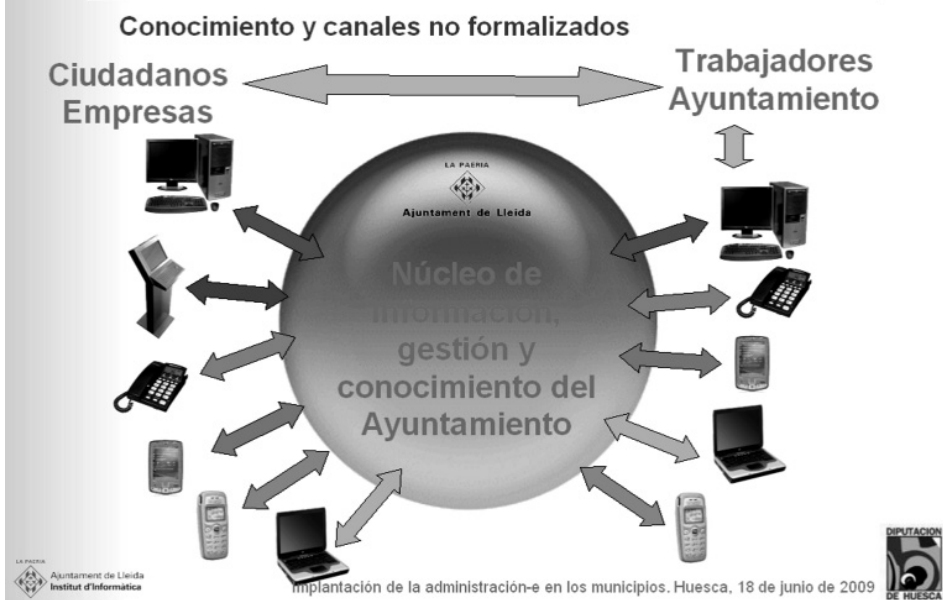 Conocimiento y canales no formalizados
Ciudadanos
Empresas
Trabajadores
Ayuntamiento
LA PAERIA
Ajuntament de Lleida
Núcleo de
información,
gestión y
conocimiento del
Ayuntamiento
LA PAERIA
Ajuntament de Lleida
Institut d'Informàtica
Implantación de la administración-e en los municipios. Huesca, 18 de junio de 2009
DIPUTACION
DE HUESCA